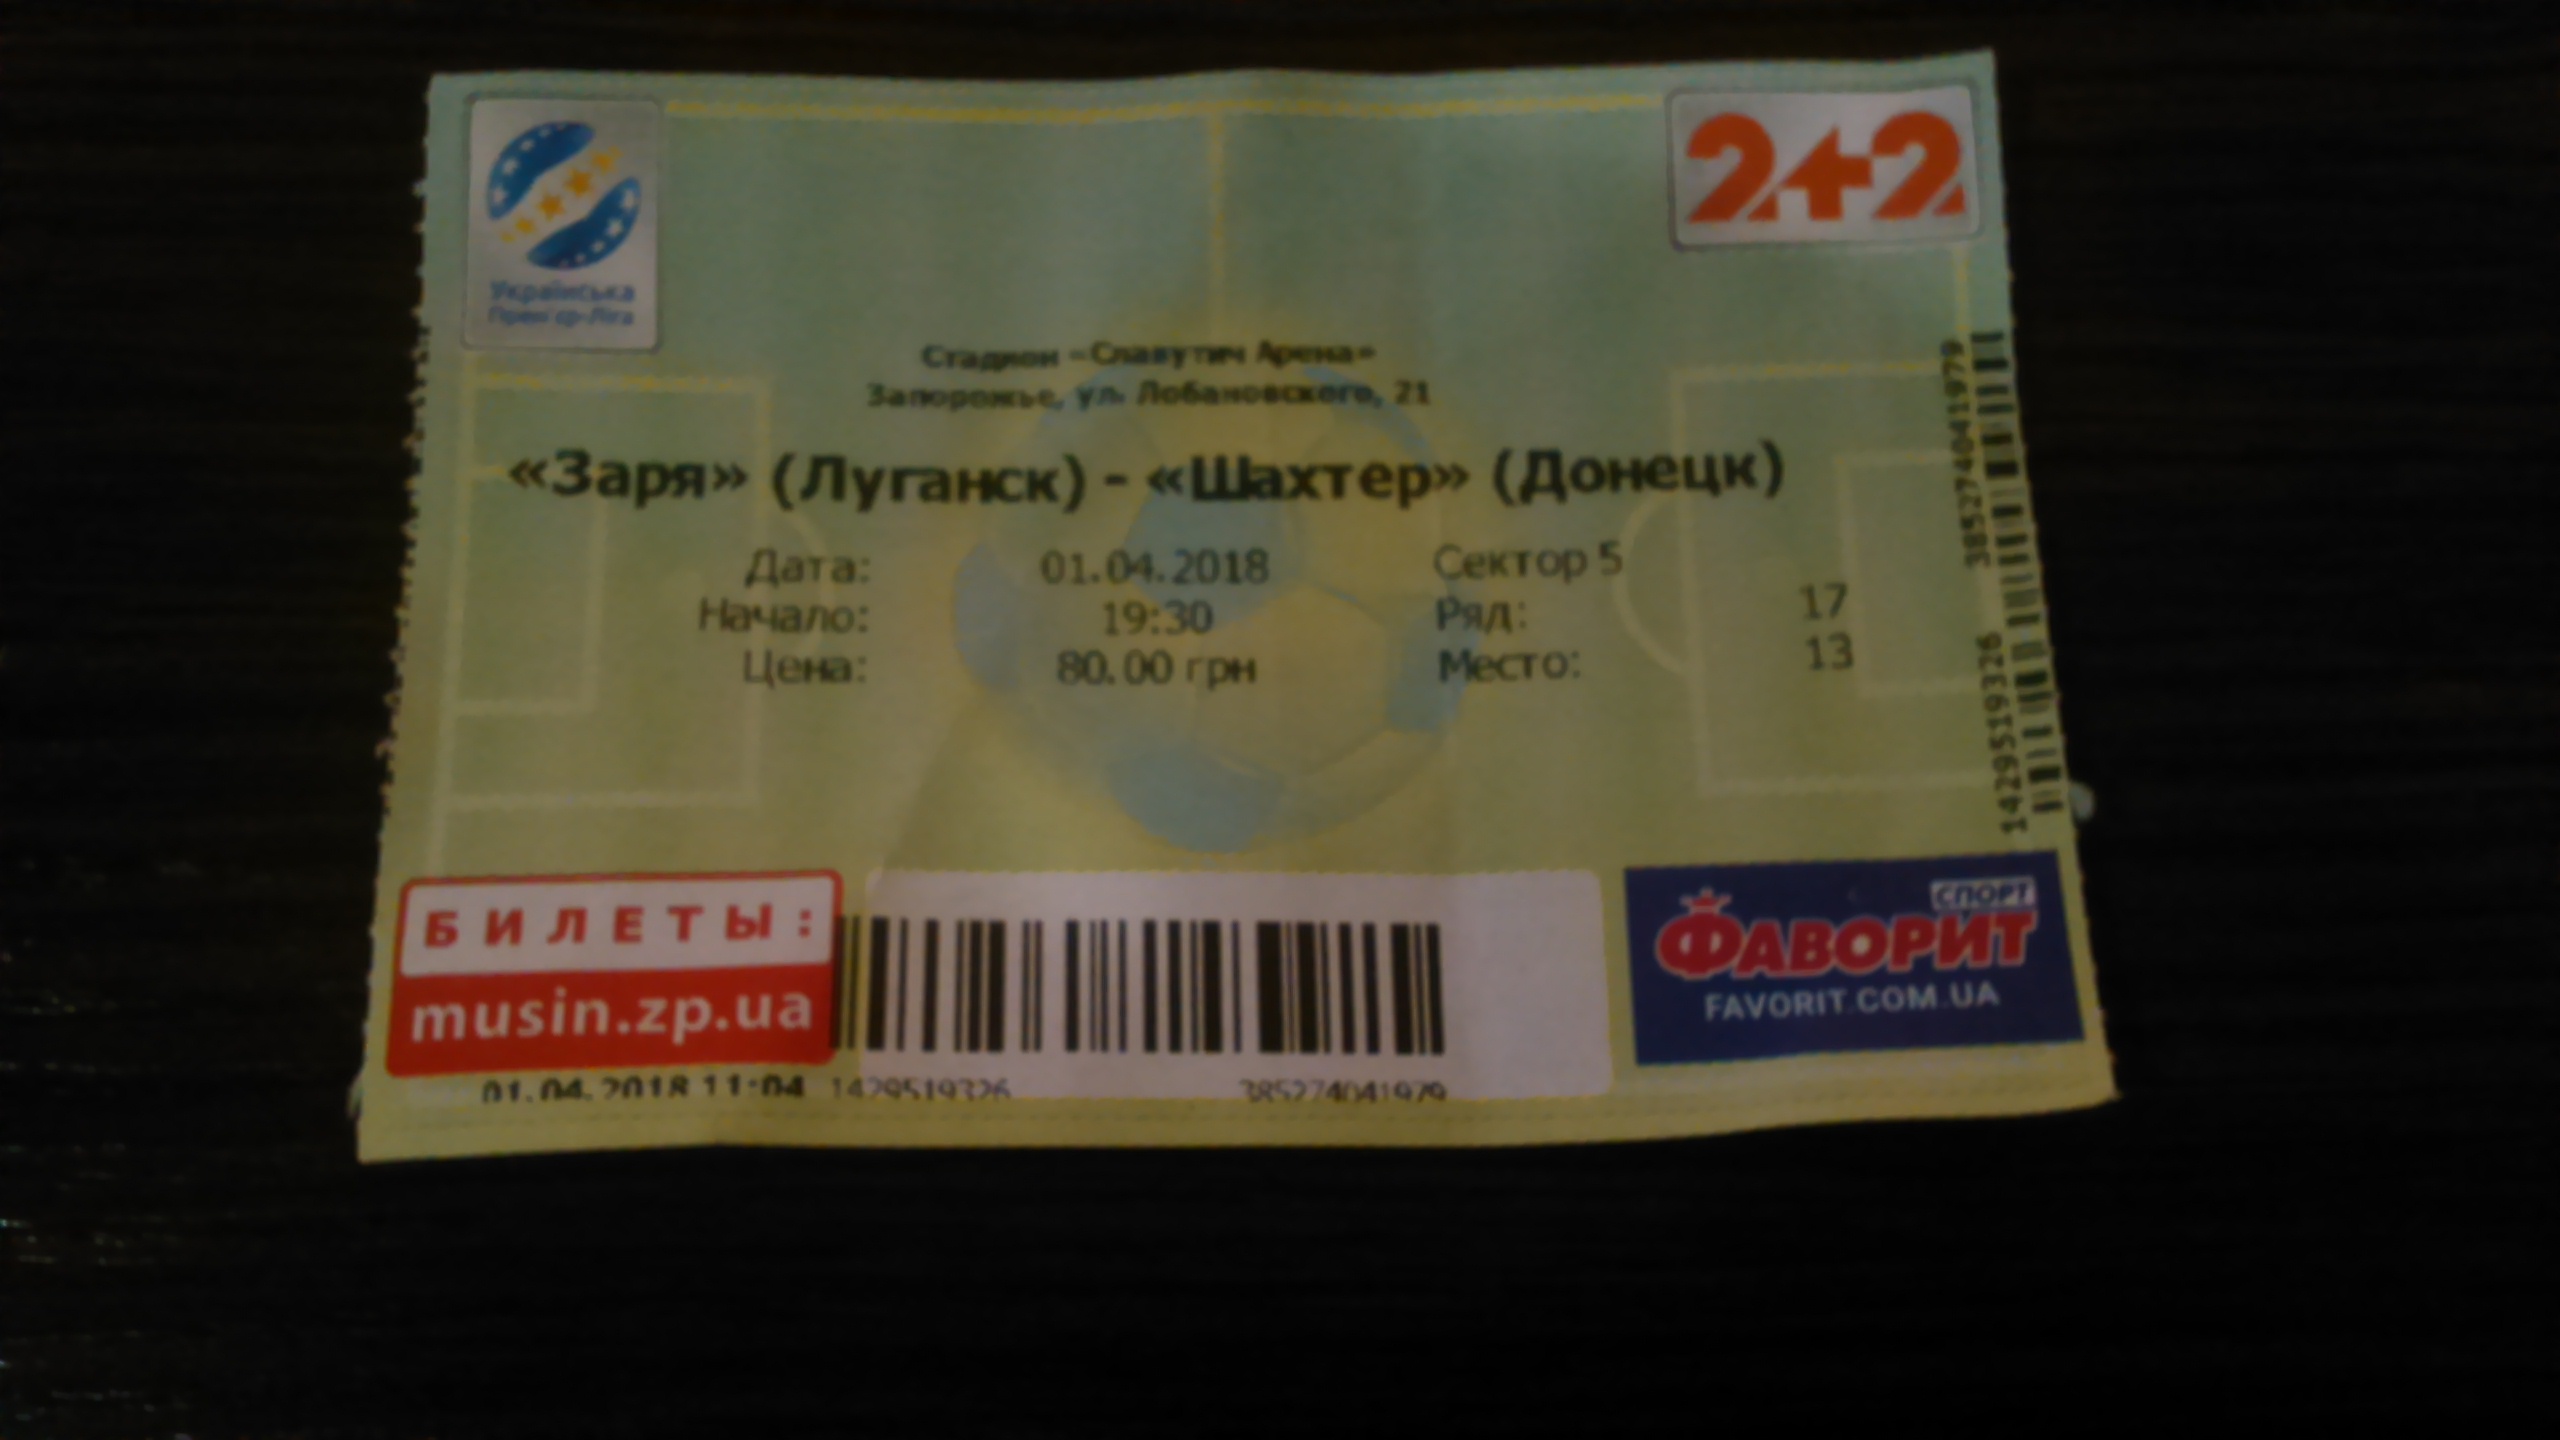 Українська
Прем'єр-Ліга
2+2
Стадион «Славутич Арена»
Запорожье, ул. Лобановского, 21
«Заря» (Луганск) - «Шахтер» (Донецк)
Дата: 01.04.2018 Сектор 5
Начало: 19:30 Ряд: 17
Цена: 80.00 грн Место: 13
1429519326 385274041979
БИЛЕТЫ:
musin.zp.ua
СПОРТ
ФАВОРИТ
FAVORIT.COM.UA
01.04.2018 11:04 1429519326 385274041979